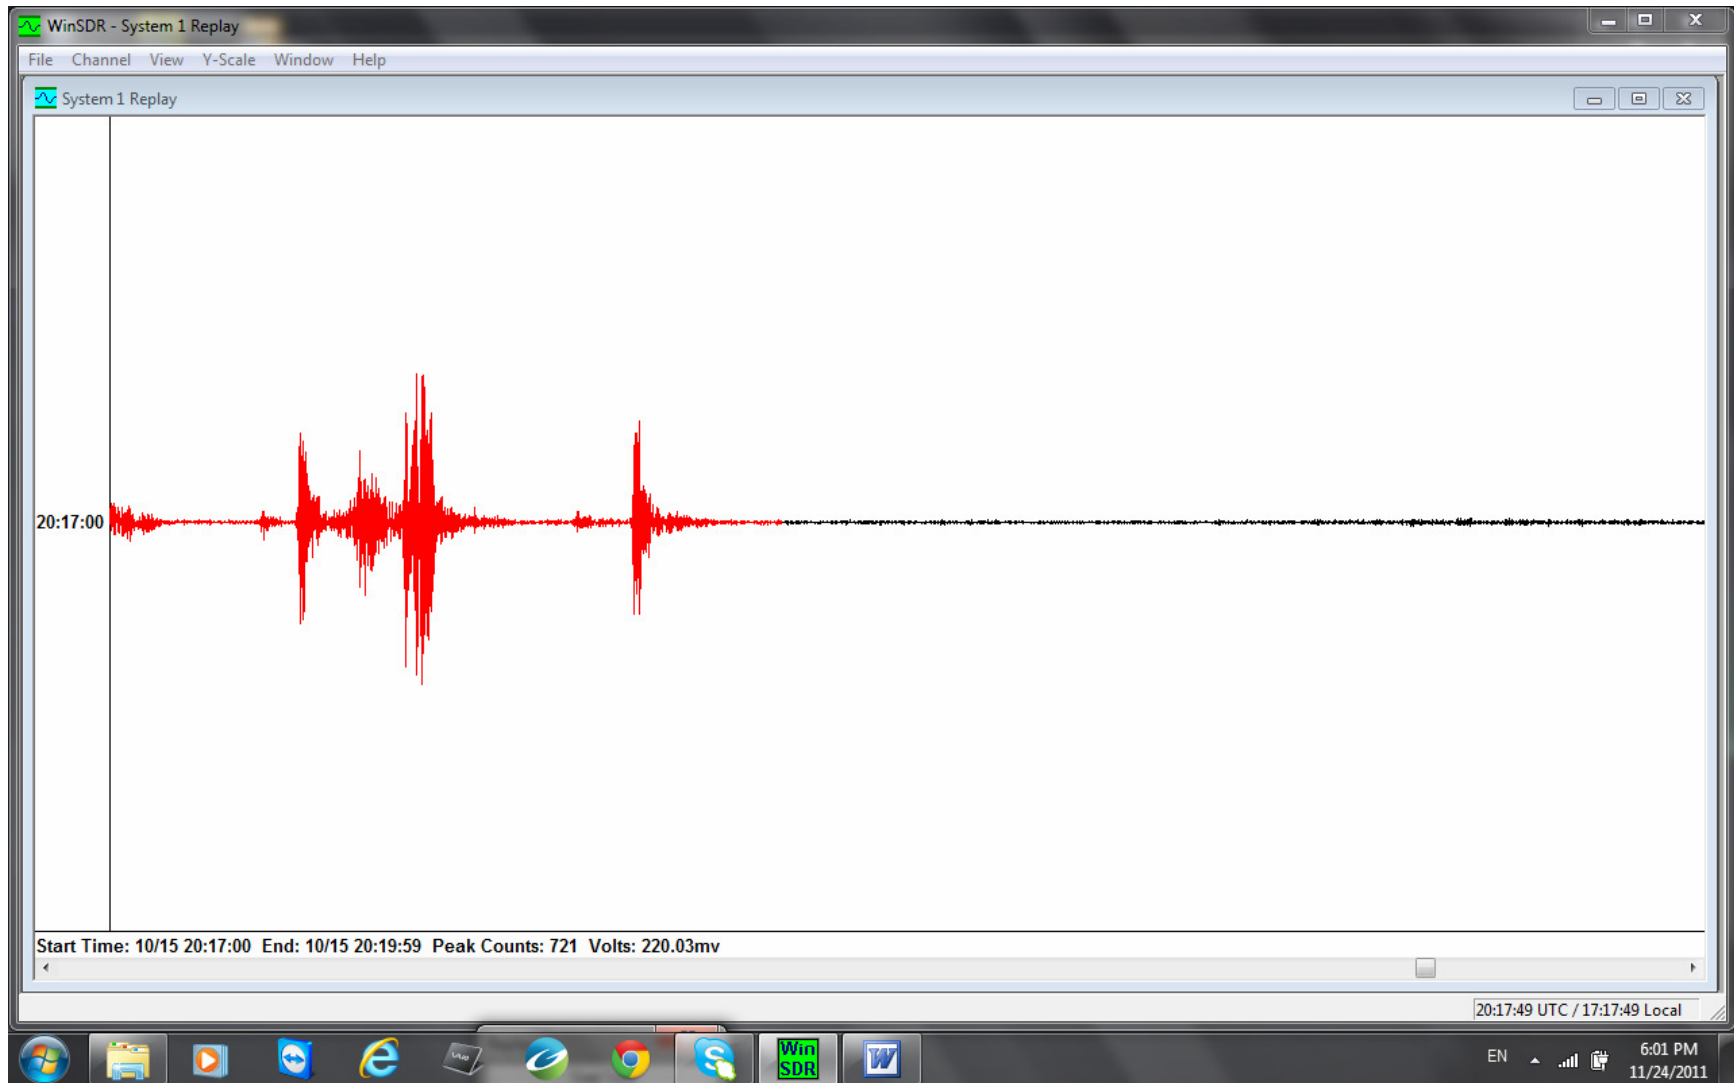 WinSDR - System 1 Replay
File Channel View Y-Scale Window Help
System 1 Replay
20:17:00
Start Time: 10/15 20:17:00 End: 10/15 20:19:59 Peak Counts: 721 Volts: 220.03mv
20:17:49 UTC / 17:17:49 Local
Win
SDR
EN
6:01 PM
11/24/2011